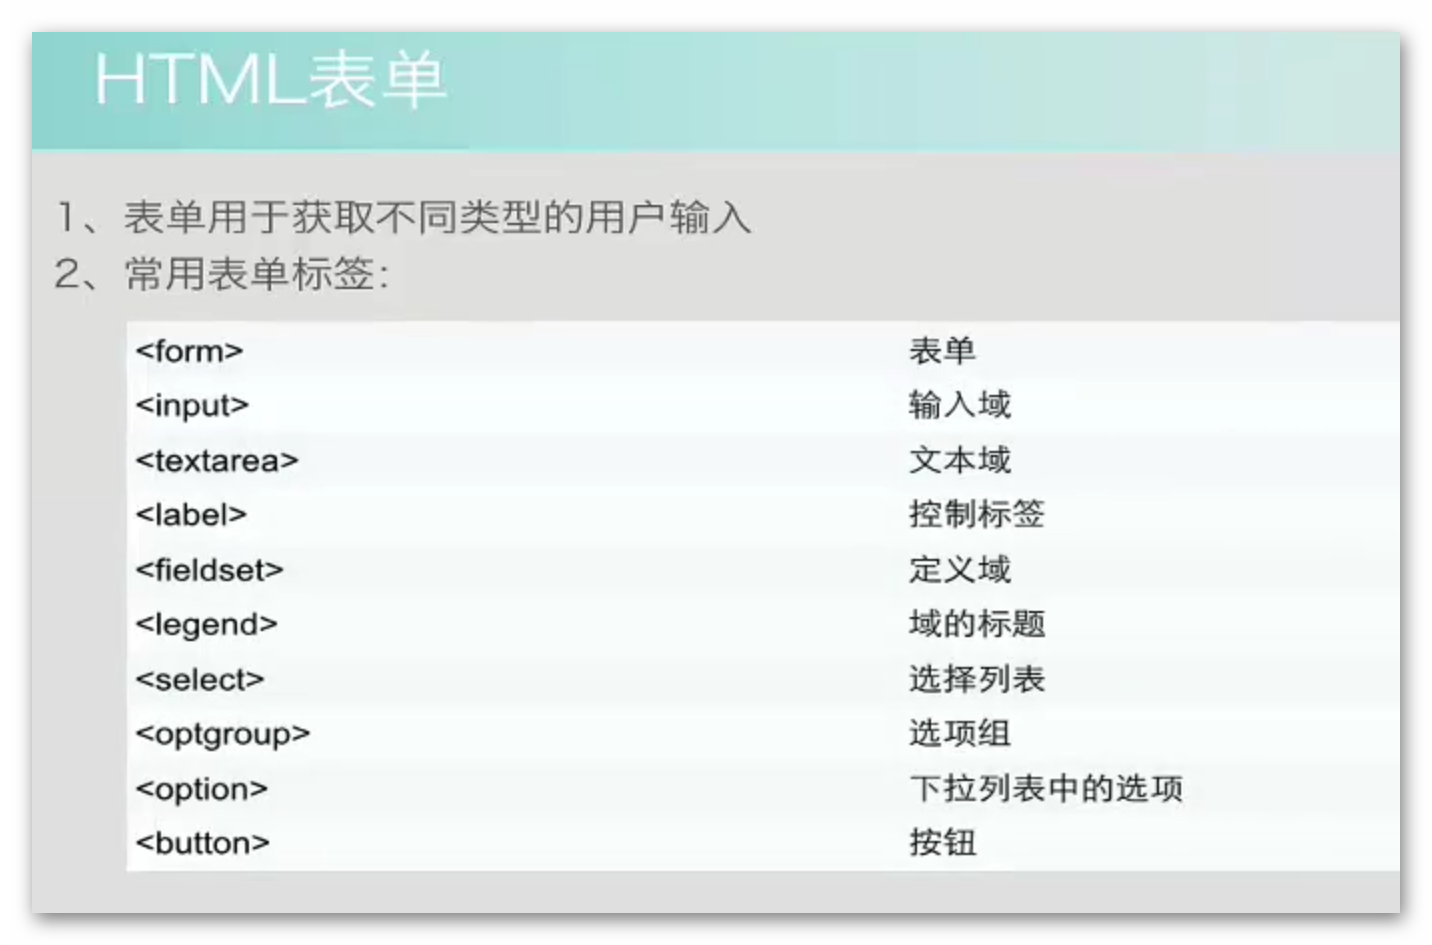 HTML表单
1、表单用于获取不同类型的用户输入
2、常用表单标签：
<form> 表单
<input> 输入域
<textarea> 文本域
<label> 控制标签
<fieldset> 定义域
<legend> 域的标题
<select> 选择列表
<optgroup> 选项组
<option> 下拉列表中的选项
<button> 按钮